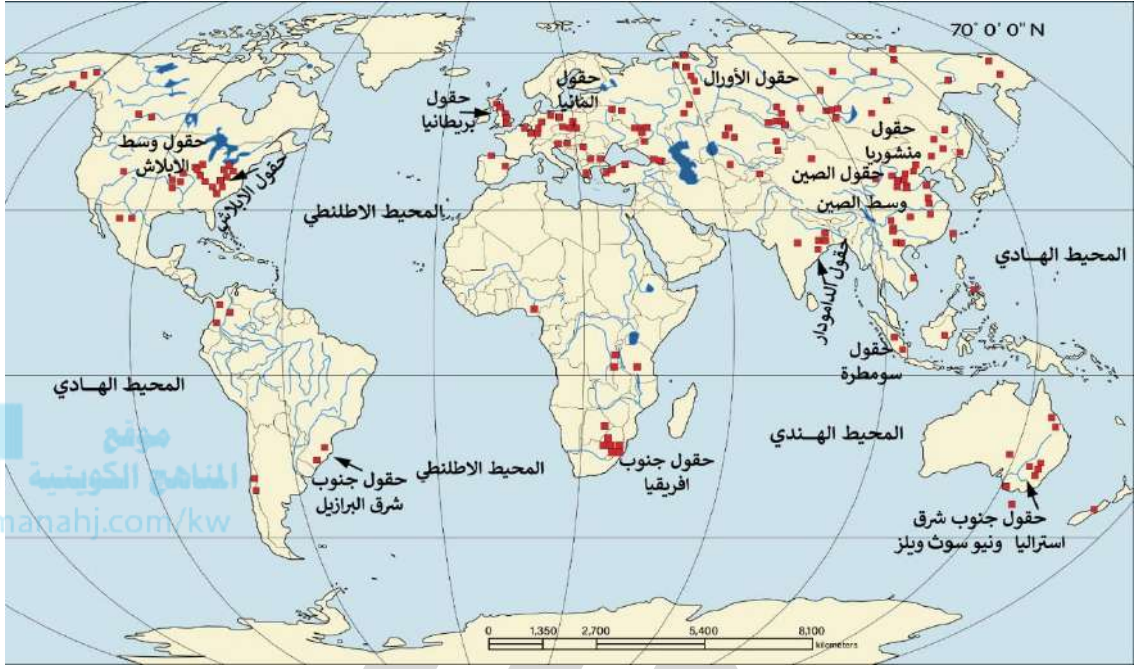 70° 0' 0" N
حقول الأورال
حقول
المانيا
حقول
بريطانيا
حقول
منشوريا
حقول وسط
الابلاش
حقول الابلاش
حقول الصين
وسط الصين
المحيط الاطلنطي
المحيط الهادي
حقول الدامودار
حقول
سومطرة
المحيط الهادي
موقع
المناهج الكويتية
manahj.com/kw
المحيط الهندي
حقول جنوب
افريقيا
المحيط الاطلنطي
حقول جنوب
شرق البرازيل
حقول جنوب شرق
استراليا ونيو سوث ويلز
0 1,350 2,700 5,400 8,100
kilometers